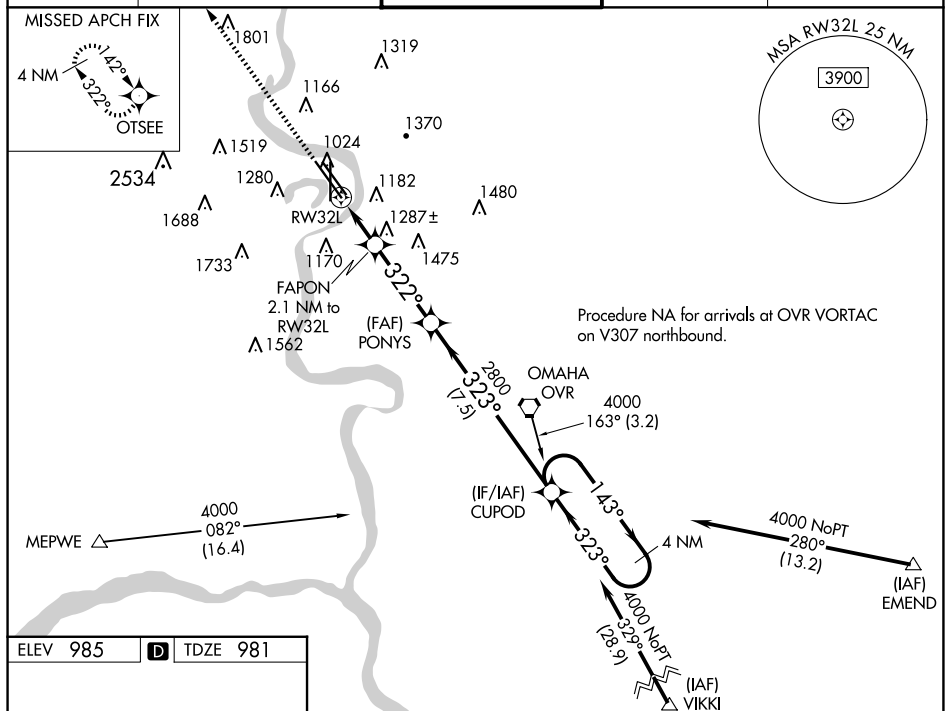 MISSED APCH FIX
4 NM
142°
322°
OTSEE
1801
1319
1166
1370
1519
1024
2534
1280
1182
1480
1688
RW32L
1287±
1733
1170
1475
FAPON
2.1 NM to
RW32L
322°
1562
(FAF)
PONYS
MSA RW32L 25 NM
3900
Procedure NA for arrivals at OVR VORTAC
on V307 northbound.
2800
323°
(7.5)
OMAHA
OVR
4000
163° (3.2)
(IF/IAF)
CUPOD
143°
323°
4 NM
MEPWE
4000
082°
(16.4)
4000 NoPT
280°
(13.2)
(IAF)
EMEND
4000 NoPT
329°
(28.9)
(IAF)
VIKKI
ELEV 985
D
TDZE 981